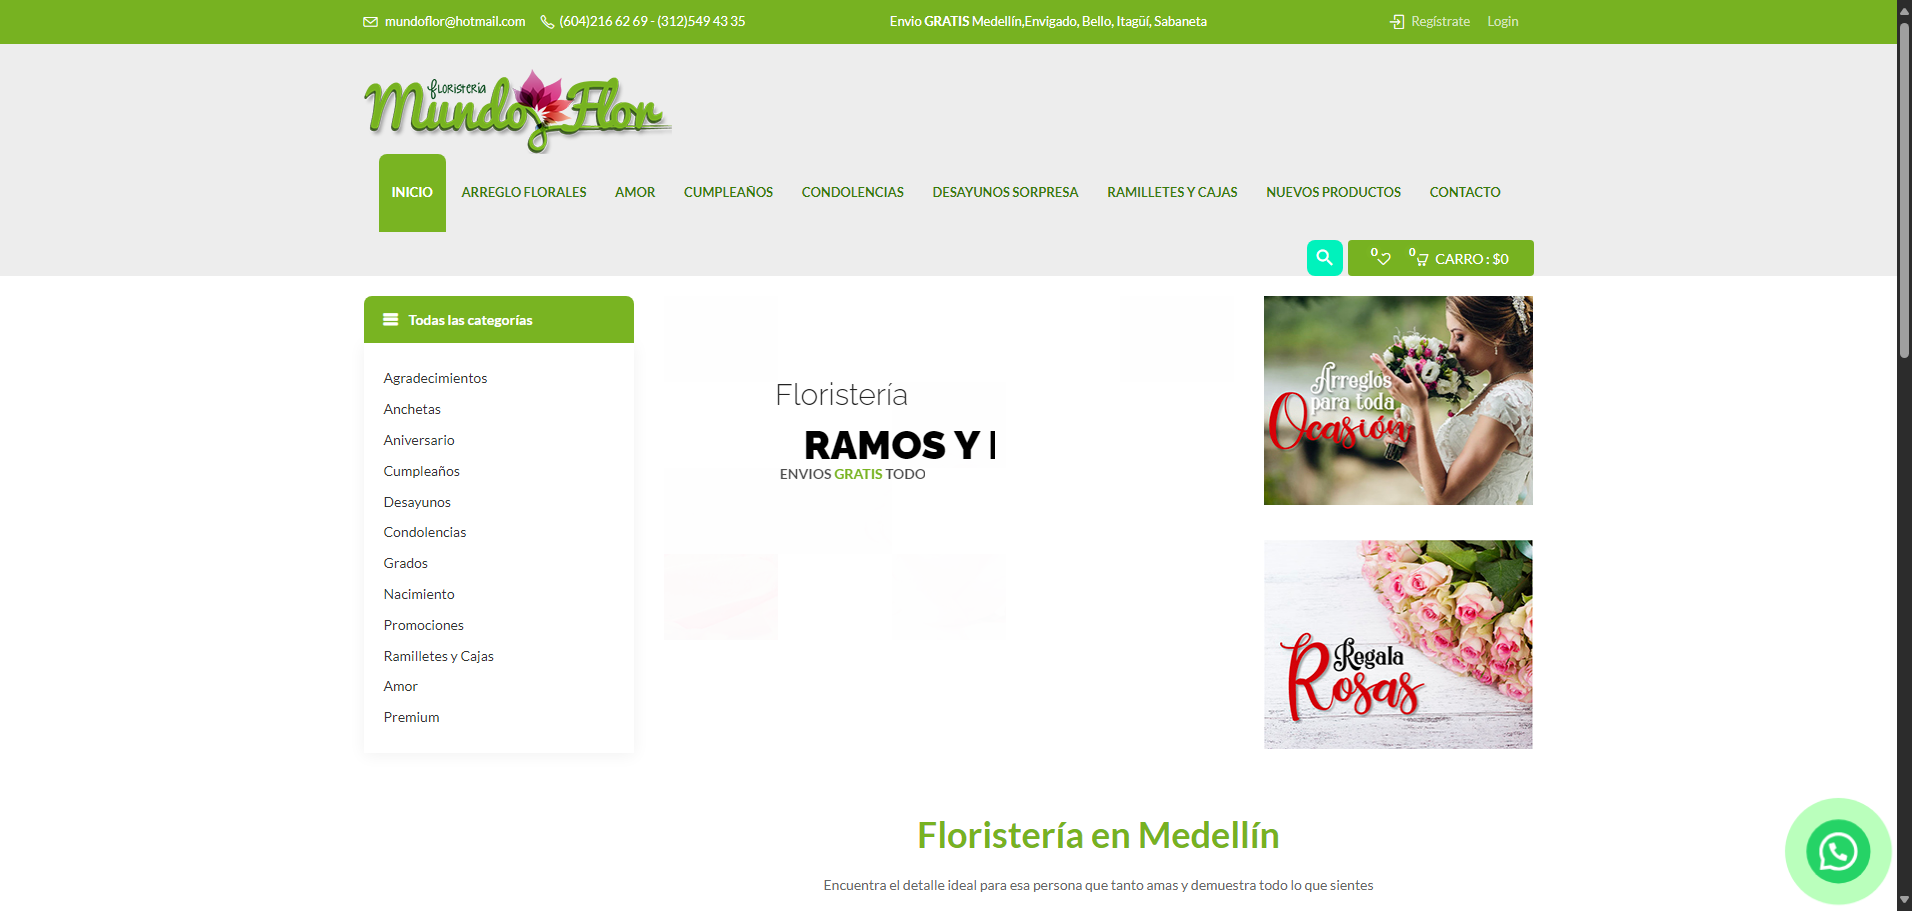 mundoflor@hotmail.com (604)216 62 69 - (312)549 43 35 Envio GRATIS Medellín,Envigado, Bello, Itagüí, Sabaneta Regístrate Login
floristería
Mundo Flor
INICIO ARREGLO FLORALES AMOR CUMPLEAÑOS CONDOLENCIAS DESAYUNOS SORPRESA RAMILLETES Y CAJAS NUEVOS PRODUCTOS CONTACTO
0 0 CARRO : $0
Todas las categorías
Agradecimientos
Anchetas
Aniversario
Cumpleaños
Desayunos
Condolencias
Grados
Nacimiento
Promociones
Ramilletes y Cajas
Amor
Premium
Floristería
RAMOS Y
ENVIOS GRATIS TODO
Arreglos
para toda
Ocasión
Regala
Rosas
Floristería en Medellín
Encuentra el detalle ideal para esa persona que tanto amas y demuestra todo lo que sientes